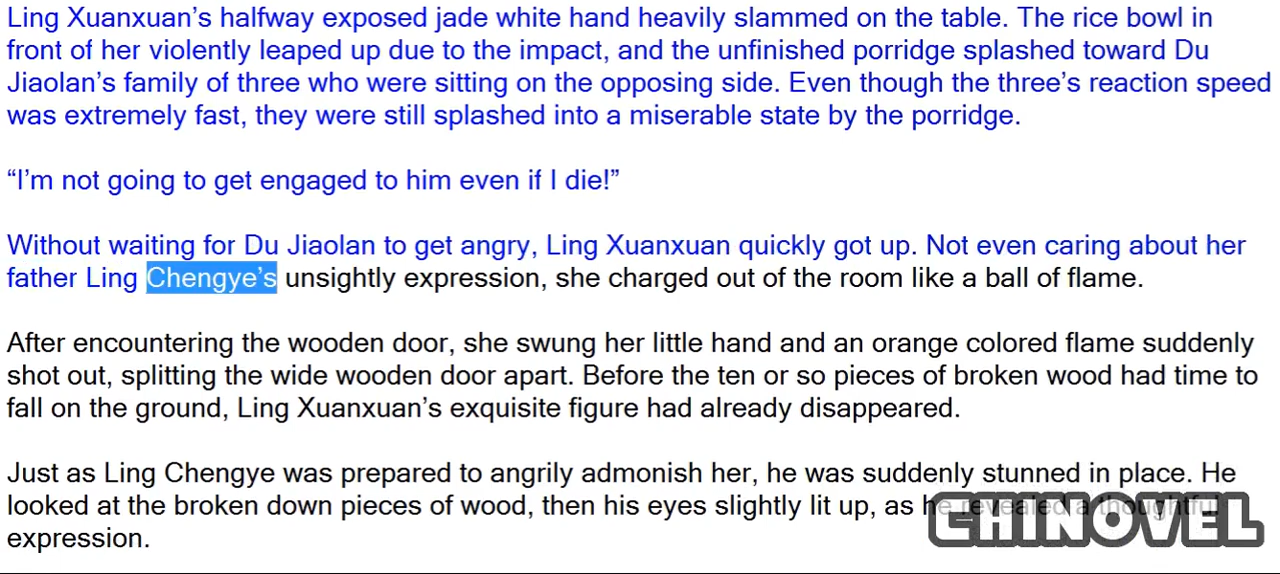 Ling Xuanxuan’s halfway exposed jade white hand heavily slammed on the table. The rice bowl in
front of her violently leaped up due to the impact, and the unfinished porridge splashed toward Du
Jiaolan’s family of three who were sitting on the opposing side. Even though the three’s reaction speed
was extremely fast, they were still splashed into a miserable state by the porridge.
“I’m not going to get engaged to him even if I die!”
Without waiting for Du Jiaolan to get angry, Ling Xuanxuan quickly got up. Not even caring about her
father Ling Chengye’s unsightly expression, she charged out of the room like a ball of flame.
After encountering the wooden door, she swung her little hand and an orange colored flame suddenly
shot out, splitting the wide wooden door apart. Before the ten or so pieces of broken wood had time to
fall on the ground, Ling Xuanxuan’s exquisite figure had already disappeared.
Just as Ling Chengye was prepared to angrily admonish her, he was suddenly stunned in place. He
looked at the broken down pieces of wood, then his eyes slightly lit up, as he revealed a thoughtful
expression.
CHINOVEL